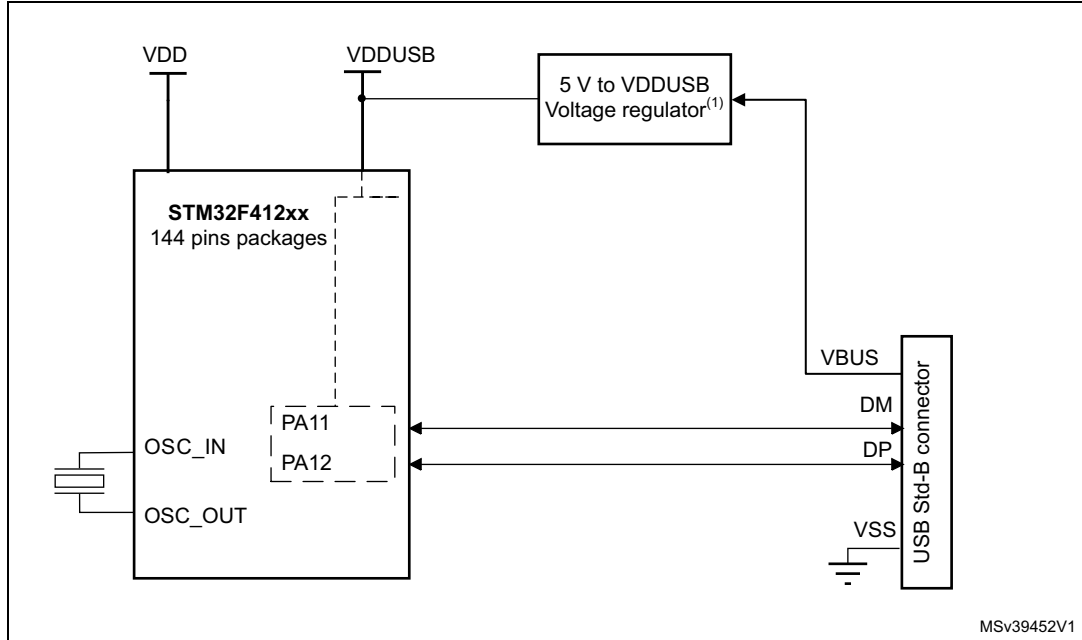 VDD
VDDUSB
5 V to VDDUSB
Voltage regulator(1)
STM32F412xx
144 pins packages
VBUS
DM
PA11
DP
PA12
OSC_IN
OSC_OUT
VSS
USB Std-B connector
MSv39452V1